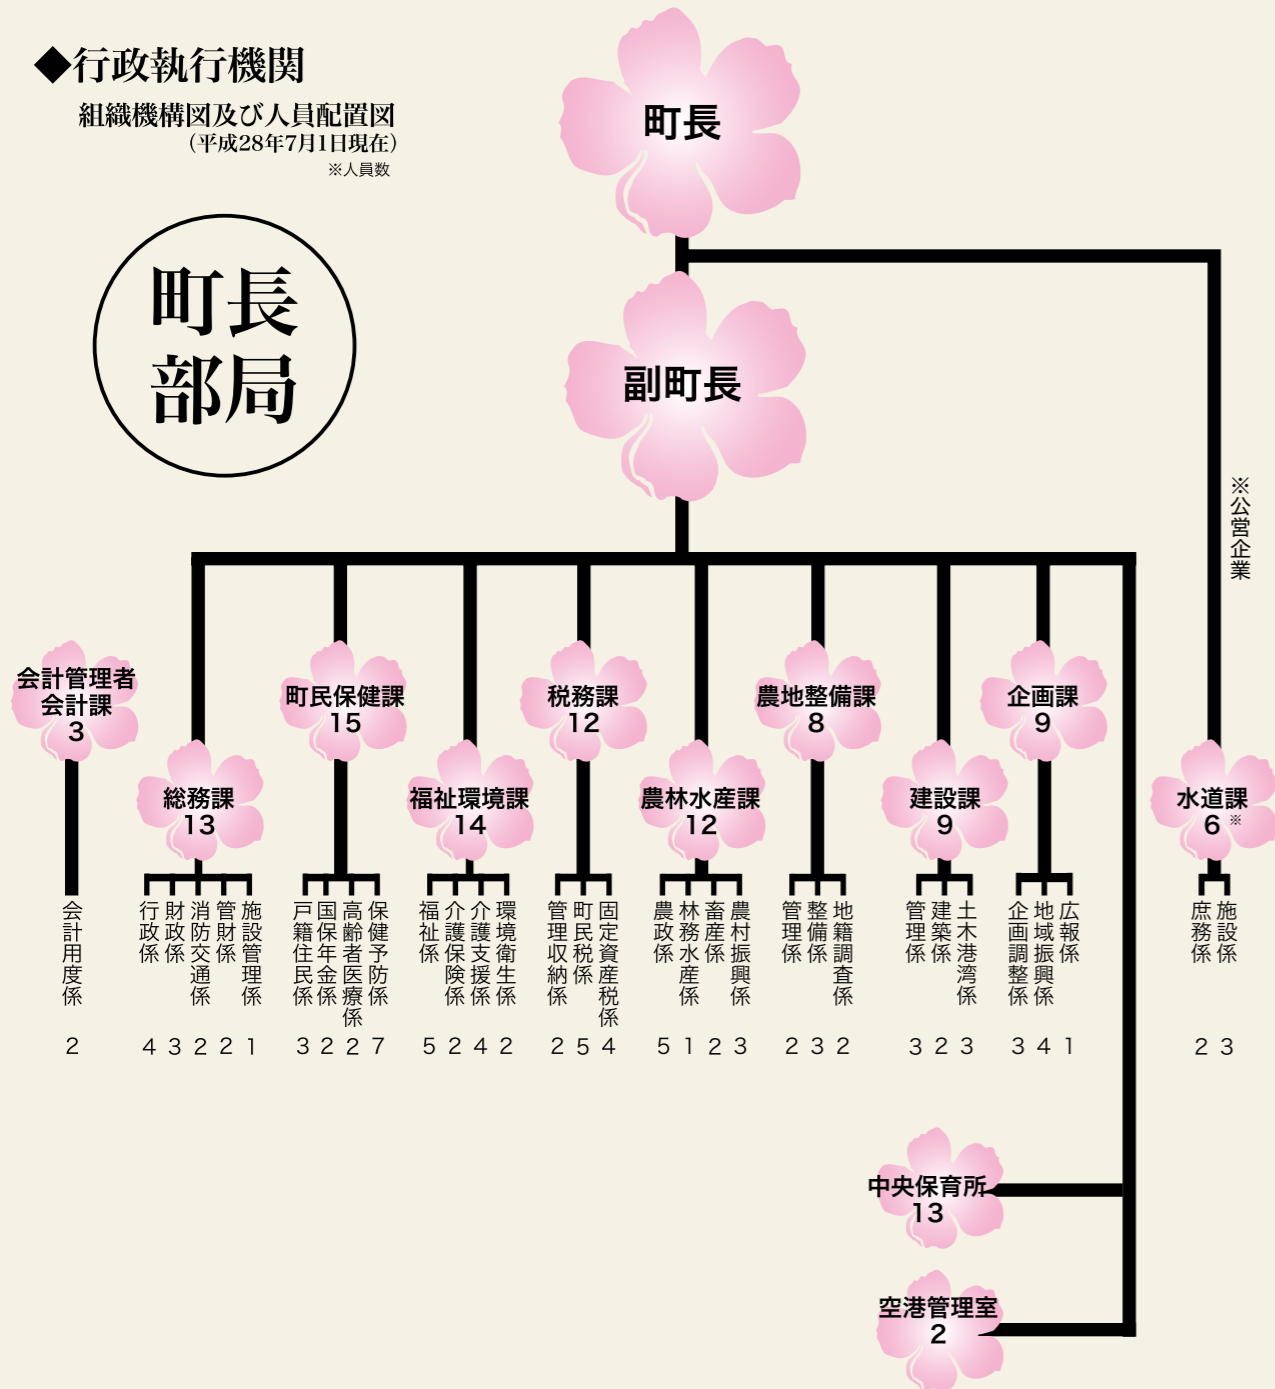 ◆行政執行機関
組織機構図及び人員配置図
（平成28年7月1日現在）
※人員数
町長
部局
町長
副町長
※公営企業
会計管理者
会計課
3
町民保健課
15
税務課
12
農地整備課
8
企画課
9
総務課
13
福祉環境課
14
農林水産課
12
建設課
9
水道課
6 ※
会計用度係
2
行政係
4
財政係
3
消防交通係
2
管財係
2
施設管理係
1
戸籍住民係
3
国保年金係
2
高齢者医療係
2
保健予防係
7
福祉係
5
介護保険係
2
介護支援係
4
環境衛生係
2
管理収納係
2
町民税係
5
固定資産税係
4
農政係
5
林務水産係
1
畜産係
2
農村振興係
3
管理係
2
整備係
3
地籍調査係
2
管理係
3
建築係
2
土木港湾係
3
企画調整係
3
地域振興係
4
広報係
1
庶務係
2
施設係
3
中央保育所
13
空港管理室
2